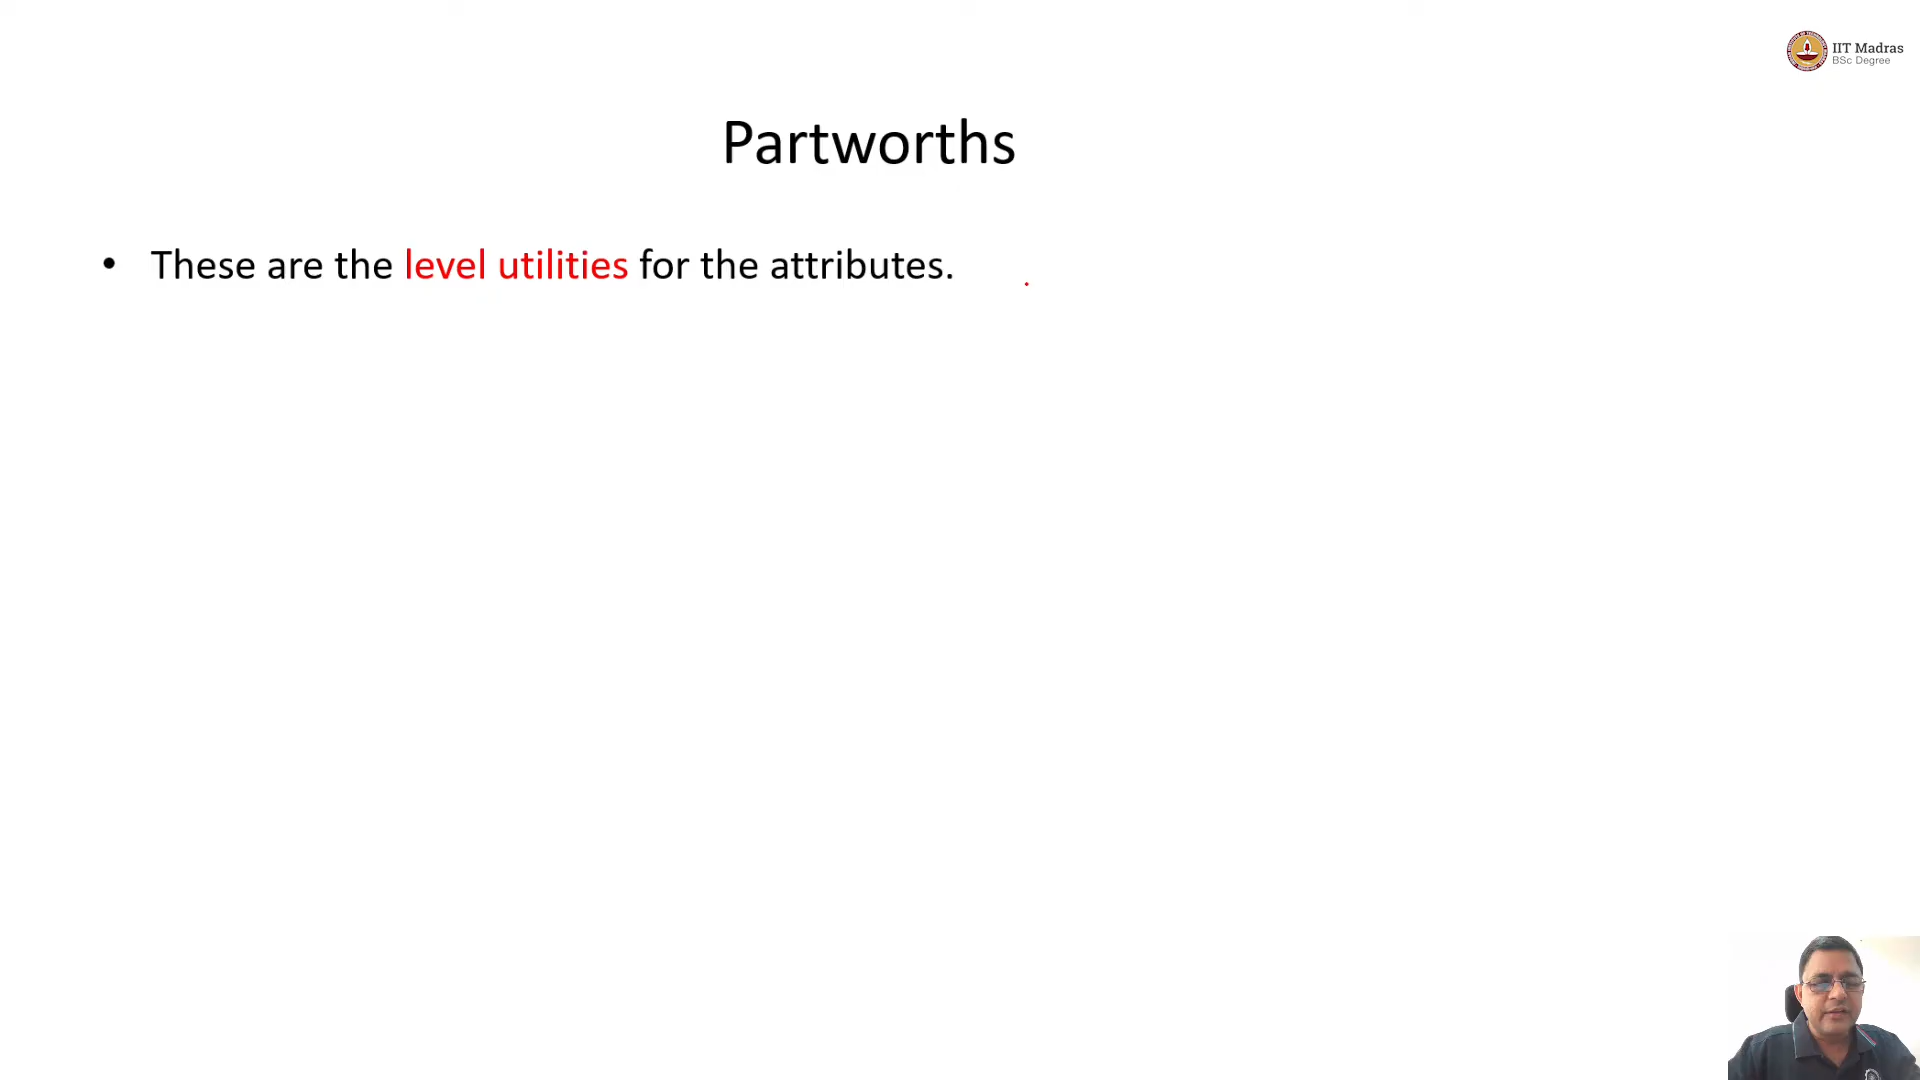 IIT Madras
BSc Degree
Partworths
• These are the level utilities for the attributes.